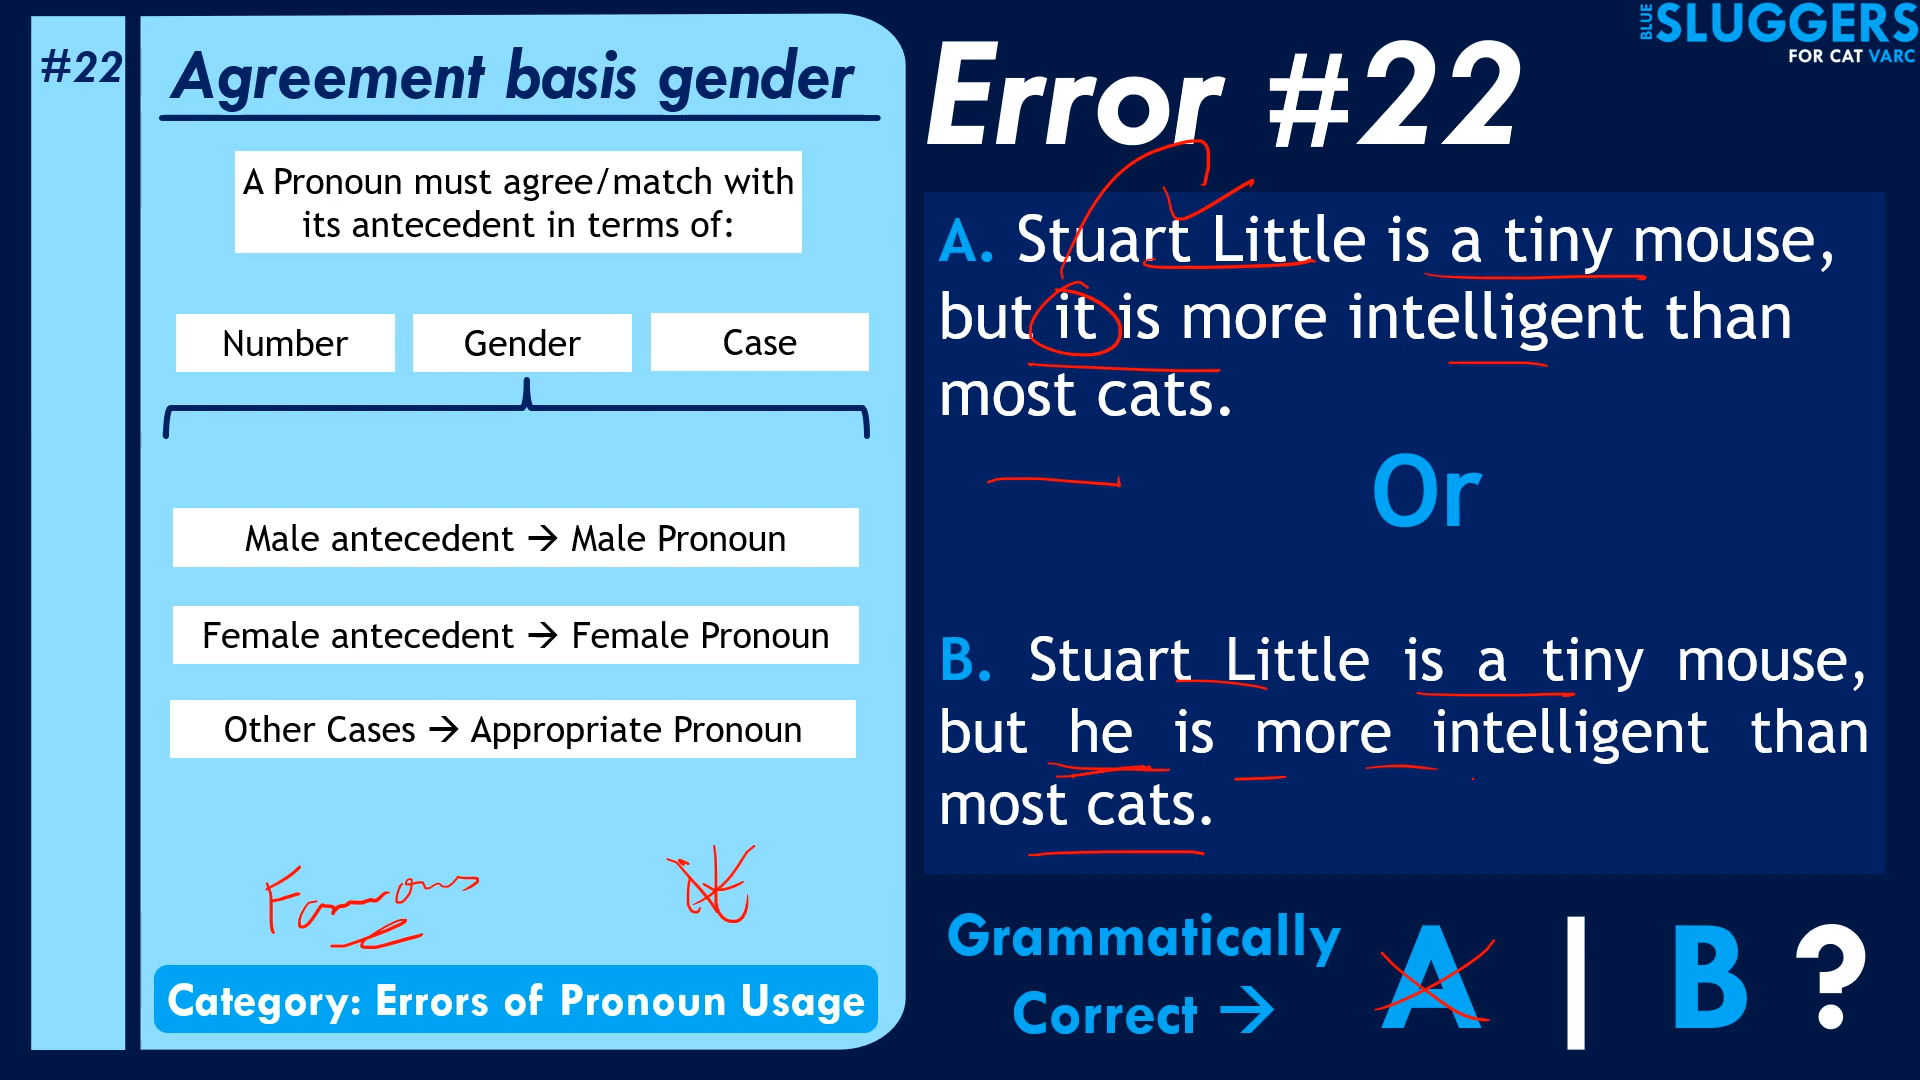 #22
Agreement basis gender
A Pronoun must agree/match with
its antecedent in terms of:
Number
Gender
Case
Male antecedent → Male Pronoun
Female antecedent → Female Pronoun
Other Cases → Appropriate Pronoun
Famous
it
Category: Errors of Pronoun Usage
BLUE
SLUGGERS
FOR CAT VARC
Error #22
A. Stuart Little is a tiny mouse,
but it is more intelligent than
most cats.
Or
B. Stuart Little is a tiny mouse,
but he is more intelligent than
most cats.
Grammatically
Correct → A | B ?